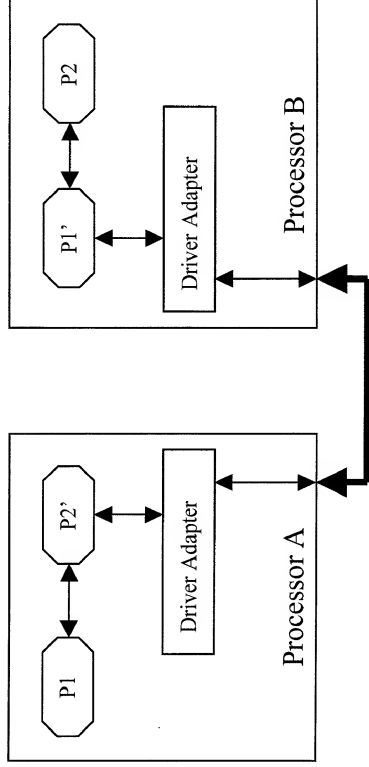 P1
P2'
Driver Adapter
Processor A
P1'
P2
Driver Adapter
Processor B